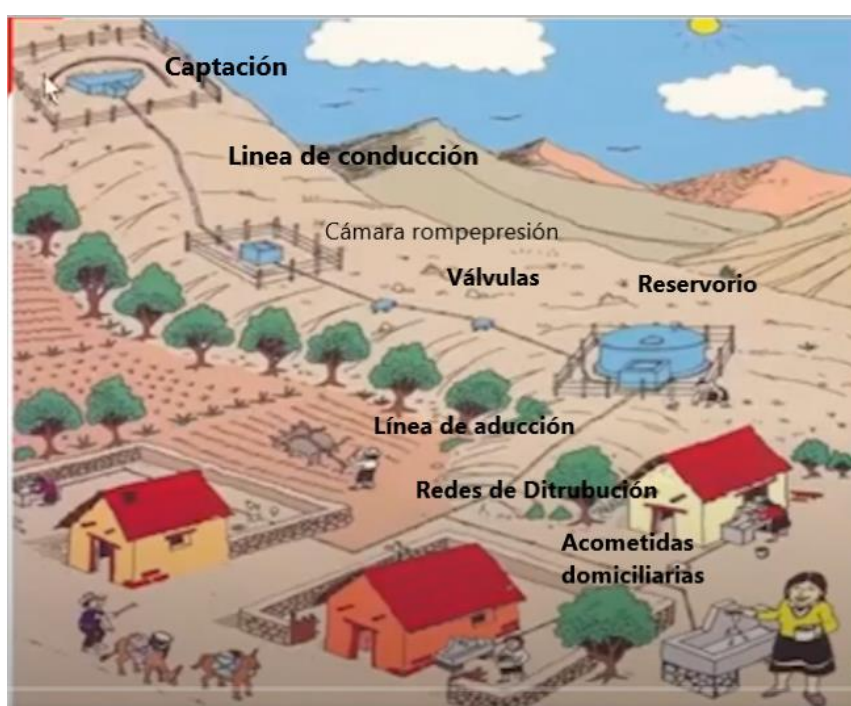 Captación
Linea de conducción
Cámara rompepresión
Válvulas
Reservorio
Línea de aducción
Redes de Ditrubución
Acometidas
domiciliarias